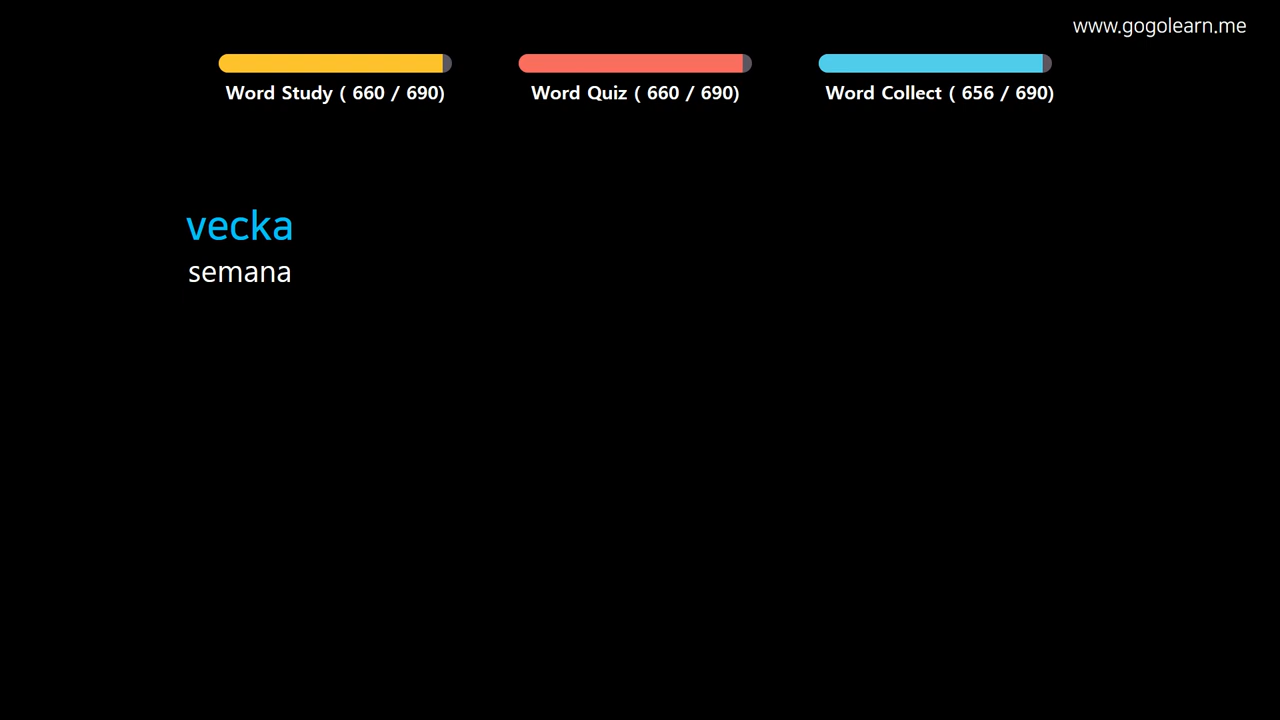 www.gogolearn.me
Word Study ( 660 / 690)
Word Quiz ( 660 / 690)
Word Collect ( 656 / 690)
vecka
semana